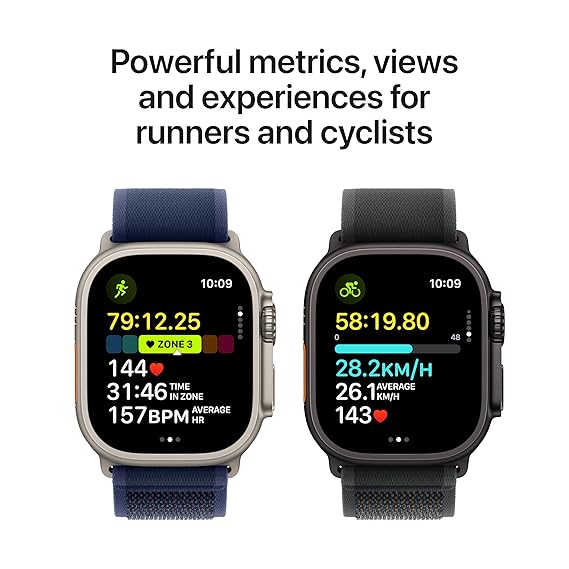 Powerful metrics, views
and experiences for
runners and cyclists
10:09
79:12.25
ZONE 3
144
31:46 TIME IN ZONE
157BPM AVERAGE HR
10:09
58:19.80
0 48
28.2KM/H
26.1 AVERAGE KM/H
143